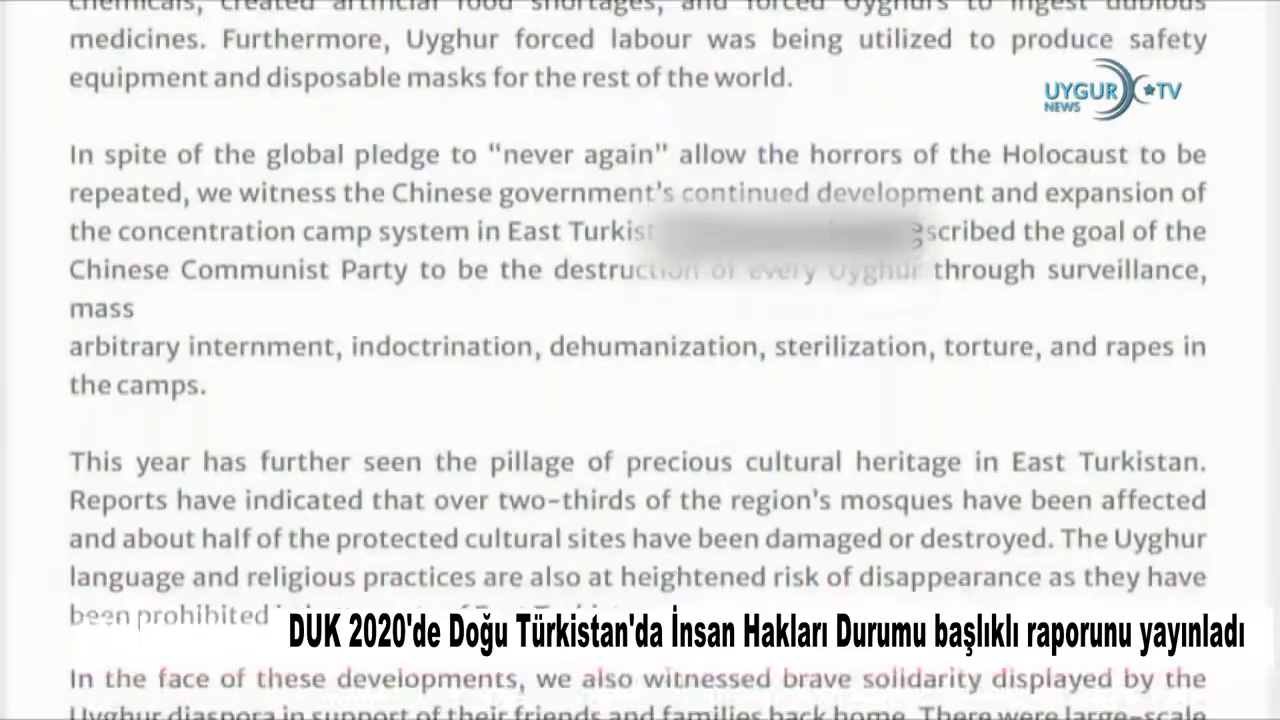 chemicals, created artificial food shortages, and forced Uyghurs to ingest dubious
medicines. Furthermore, Uyghur forced labour was being utilized to produce safety
equipment and disposable masks for the rest of the world.
UYGUR TV
NEWS
In spite of the global pledge to “never again” allow the horrors of the Holocaust to be
repeated, we witness the Chinese government's continued development and expansion of
the concentration camp system in East the goal of the
Chinese Communist Party to be the destruction of every Uyghur through surveillance,
mass
arbitrary internment, indoctrination, dehumanization, sterilization, torture, and rapes in
the camps.
This year has further seen the pillage of precious cultural heritage in East Turkistan.
Reports have indicated that over two-thirds of the region's mosques have been affected
and about half of the protected cultural sites have been damaged or destroyed. The Uyghur
language and religious practices are also at heightened risk of disappearance as they have
been prohibited
DUK 2020'de Doğu Türkistan'da İnsan Hakları Durumu başlıklı raporunu yayınladı
In the face of these developments, we also witnessed brave solidarity displayed by the
Uyghur diaspora in support of their friends and families back home. There were large-scale